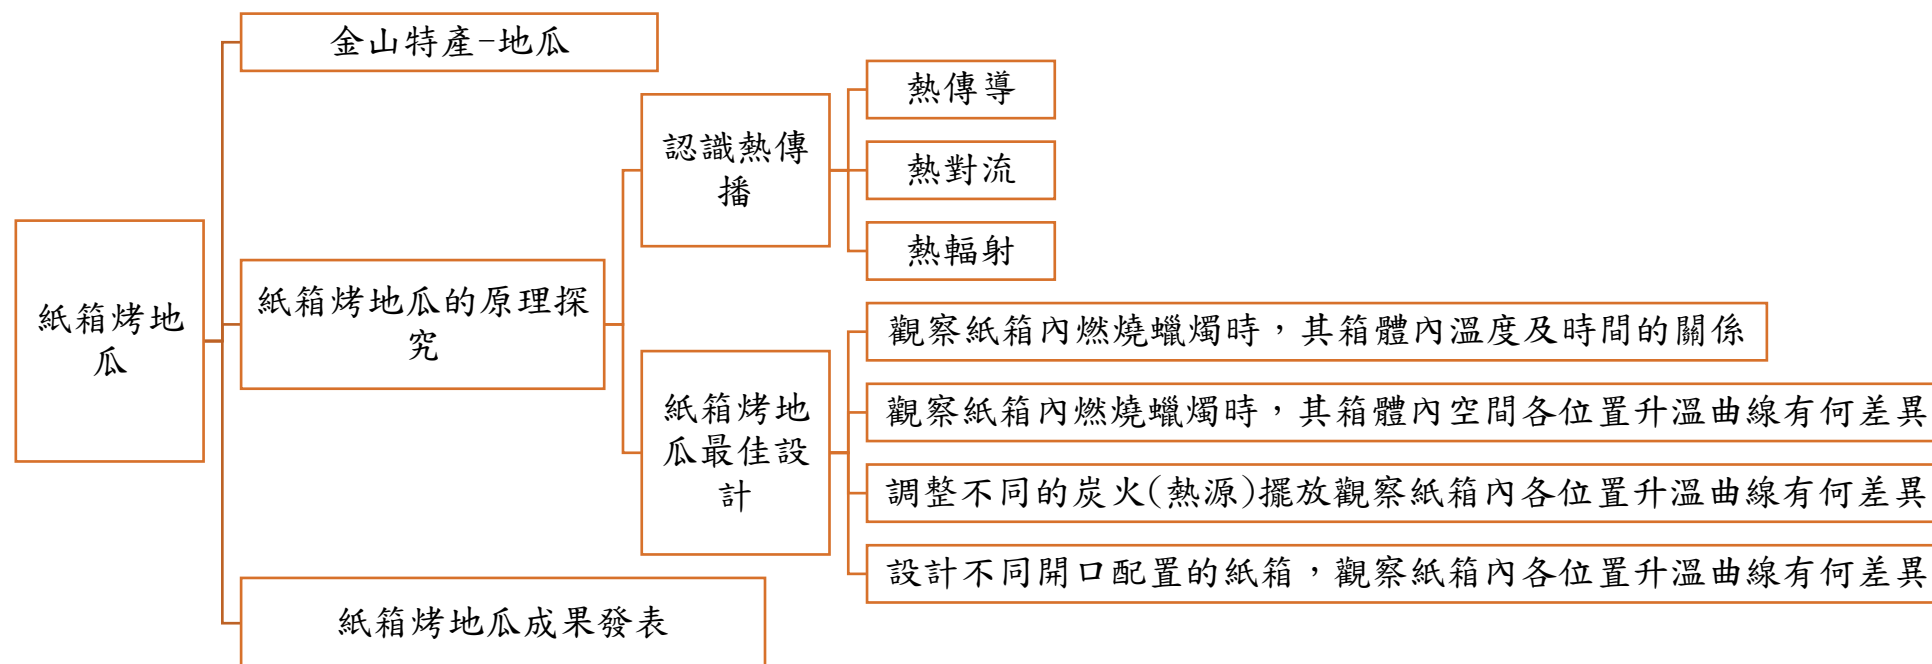 金山特產-地瓜
熱傳導
認識熱傳
播
熱對流
熱輻射
紙箱烤地
瓜
紙箱烤地瓜的原理探
究
觀察紙箱內燃燒蠟燭時，其箱體內溫度及時間的關係
紙箱烤地
瓜最佳設
計
觀察紙箱內燃燒蠟燭時，其箱體內空間各位置升溫曲線有何差異
調整不同的炭火(熱源)擺放觀察紙箱內各位置升溫曲線有何差異
設計不同開口配置的紙箱，觀察紙箱內各位置升溫曲線有何差異
紙箱烤地瓜成果發表